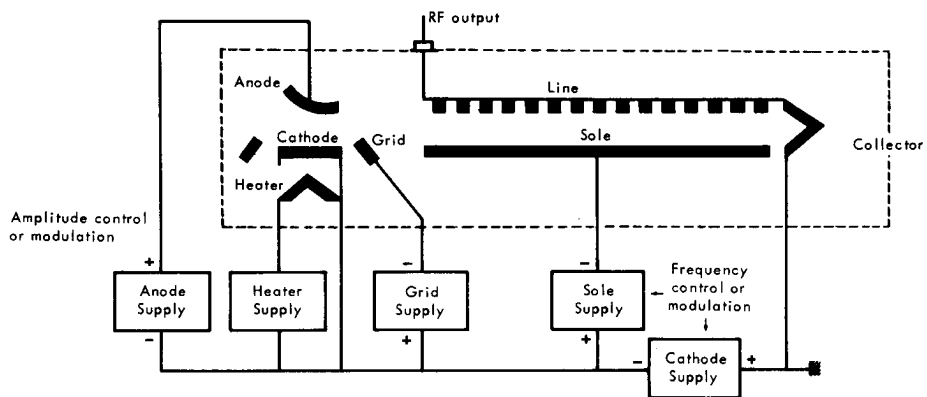 RF output
Anode
Line
Cathode
Grid
Sole
Collector
Heater
Amplitude control
or modulation
Frequency
control or
modulation
+
-
-
Anode
Supply
Heater
Supply
Grid
Supply
Sole
Supply
-
+
+
-
Cathode
Supply
+